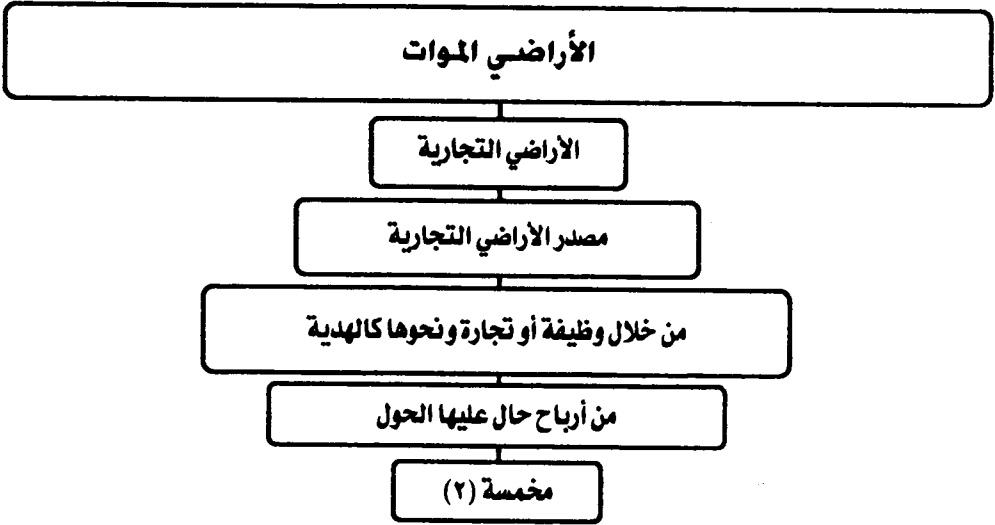 الأراضي الموات
الأراضي التجارية
مصدر الأراضي التجارية
من خلال وظيفة أو تجارة ونحوها كالهدية
من أرباح حال عليها الحول
مخمسة (٢)